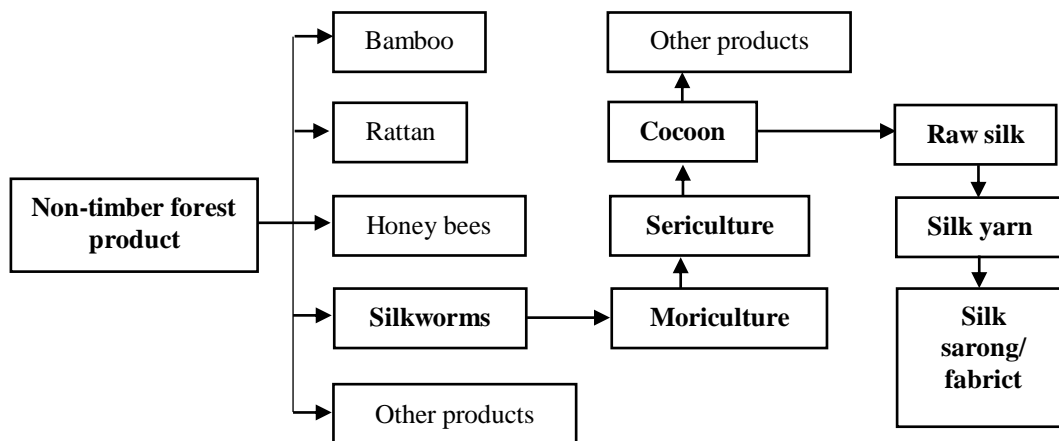 Bamboo
Other products
Rattan
Cocoon
Raw silk
Non-timber forest
product
Honey bees
Sericulture
Silk yarn
Silkworms
Moriculture
Silk
sarong/
fabrict
Other products